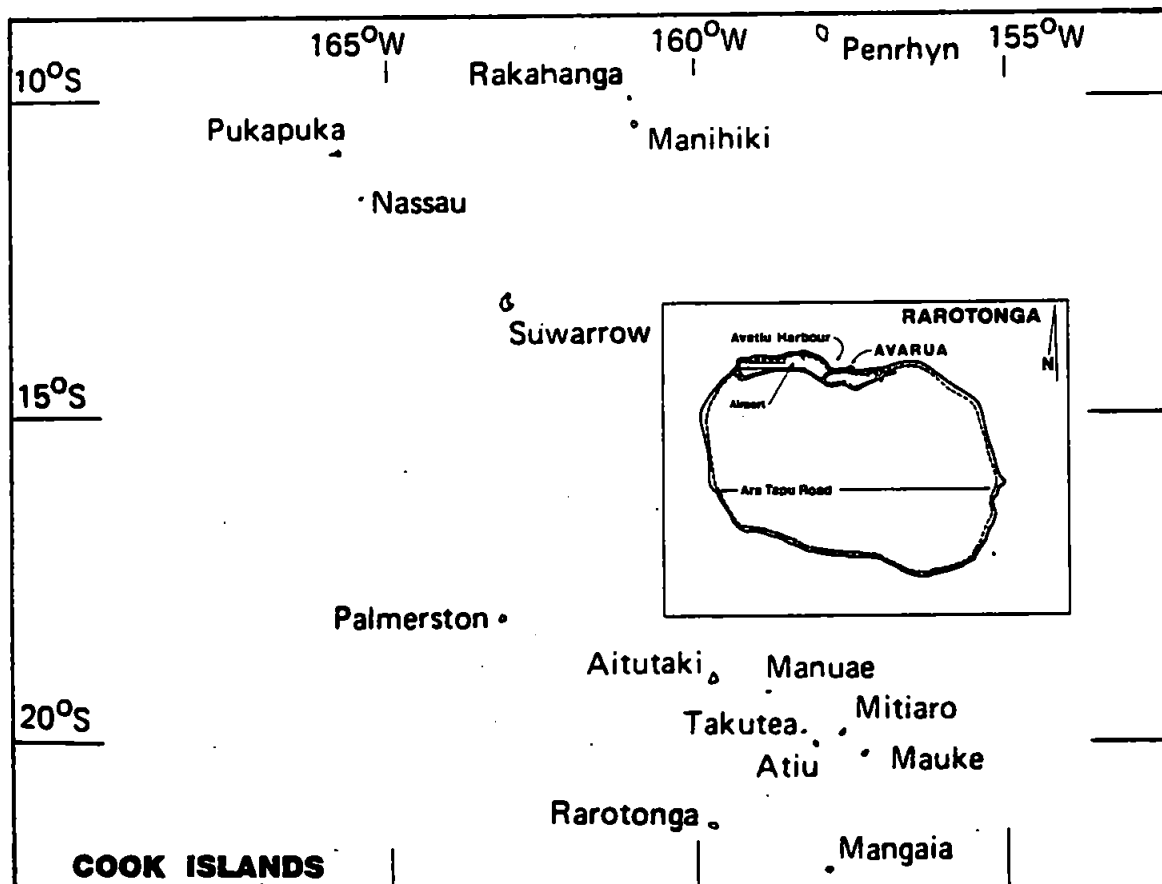 165°W
160°W
Penrhyn
155°W
Rakahanga
10°S
Pukapuka
Manihiki
Nassau
Suwarrow
RAROTONGA
Avatiu Harbour
AVARUA
N
Airport
15°S
Ara Tapu Road
Palmerston
Aitutaki
Manuae
20°S
Takutea
Mitiaro
Atiu
Mauke
Rarotonga
Mangaia
COOK ISLANDS